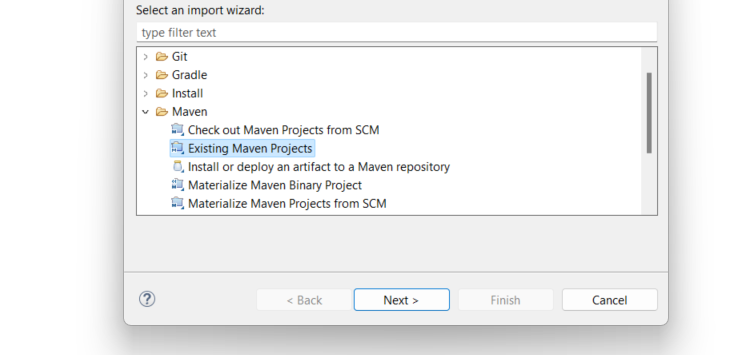 Select an import wizard:
type filter text
Git
Gradle
Install
Maven
Check out Maven Projects from SCM
Existing Maven Projects
Install or deploy an artifact to a Maven repository
Materialize Maven Binary Project
Materialize Maven Projects from SCM
? < Back Next > Finish Cancel